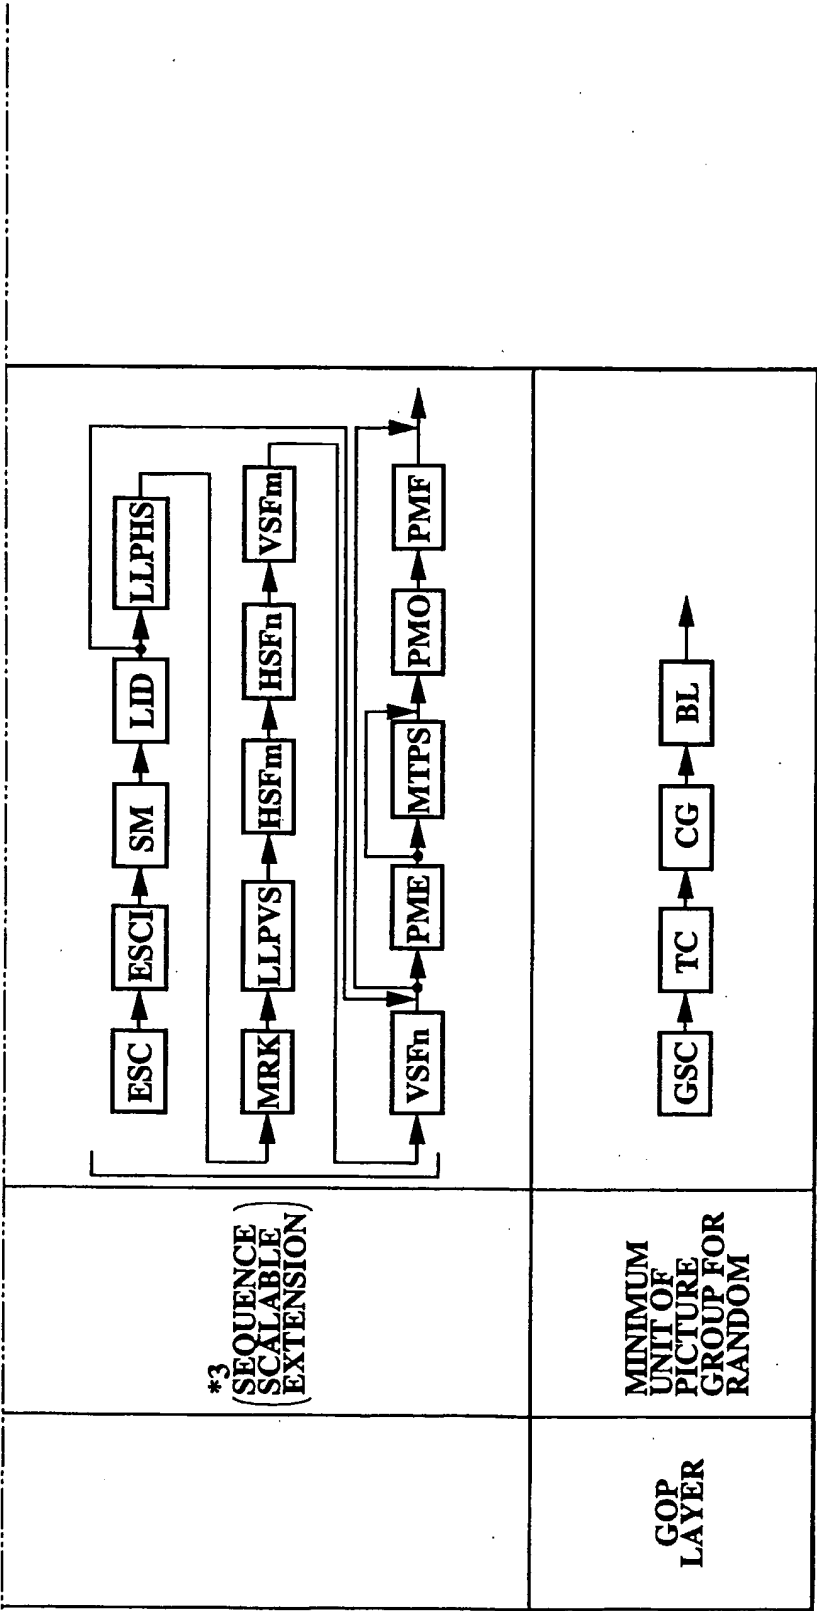 *3
(SEQUENCE
SCALABLE
EXTENSION)
ESC
ESCI
SM
LID
LLPHS
MRK
LLPVS
HSFm
HSFn
VSFm
VSFn
PME
MTPS
PMO
PMF
GOP
LAYER
MINIMUM
UNIT OF
PICTURE
GROUP FOR
RANDOM
GSC
TC
CG
BL